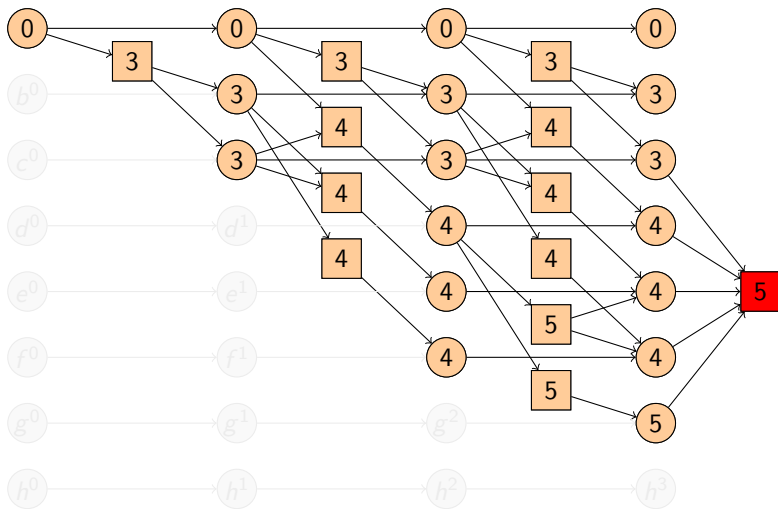 0 0 0 0
3 3 3
b⁰ 3 3 3
4 4
c⁰ 3 3 3
4 4
d⁰ d¹ 4 4
4 4
e⁰ e¹ 4 4 5
5
f⁰ f¹ 4 4
5
g⁰ g¹ g² 5
h⁰ h¹ h² h³